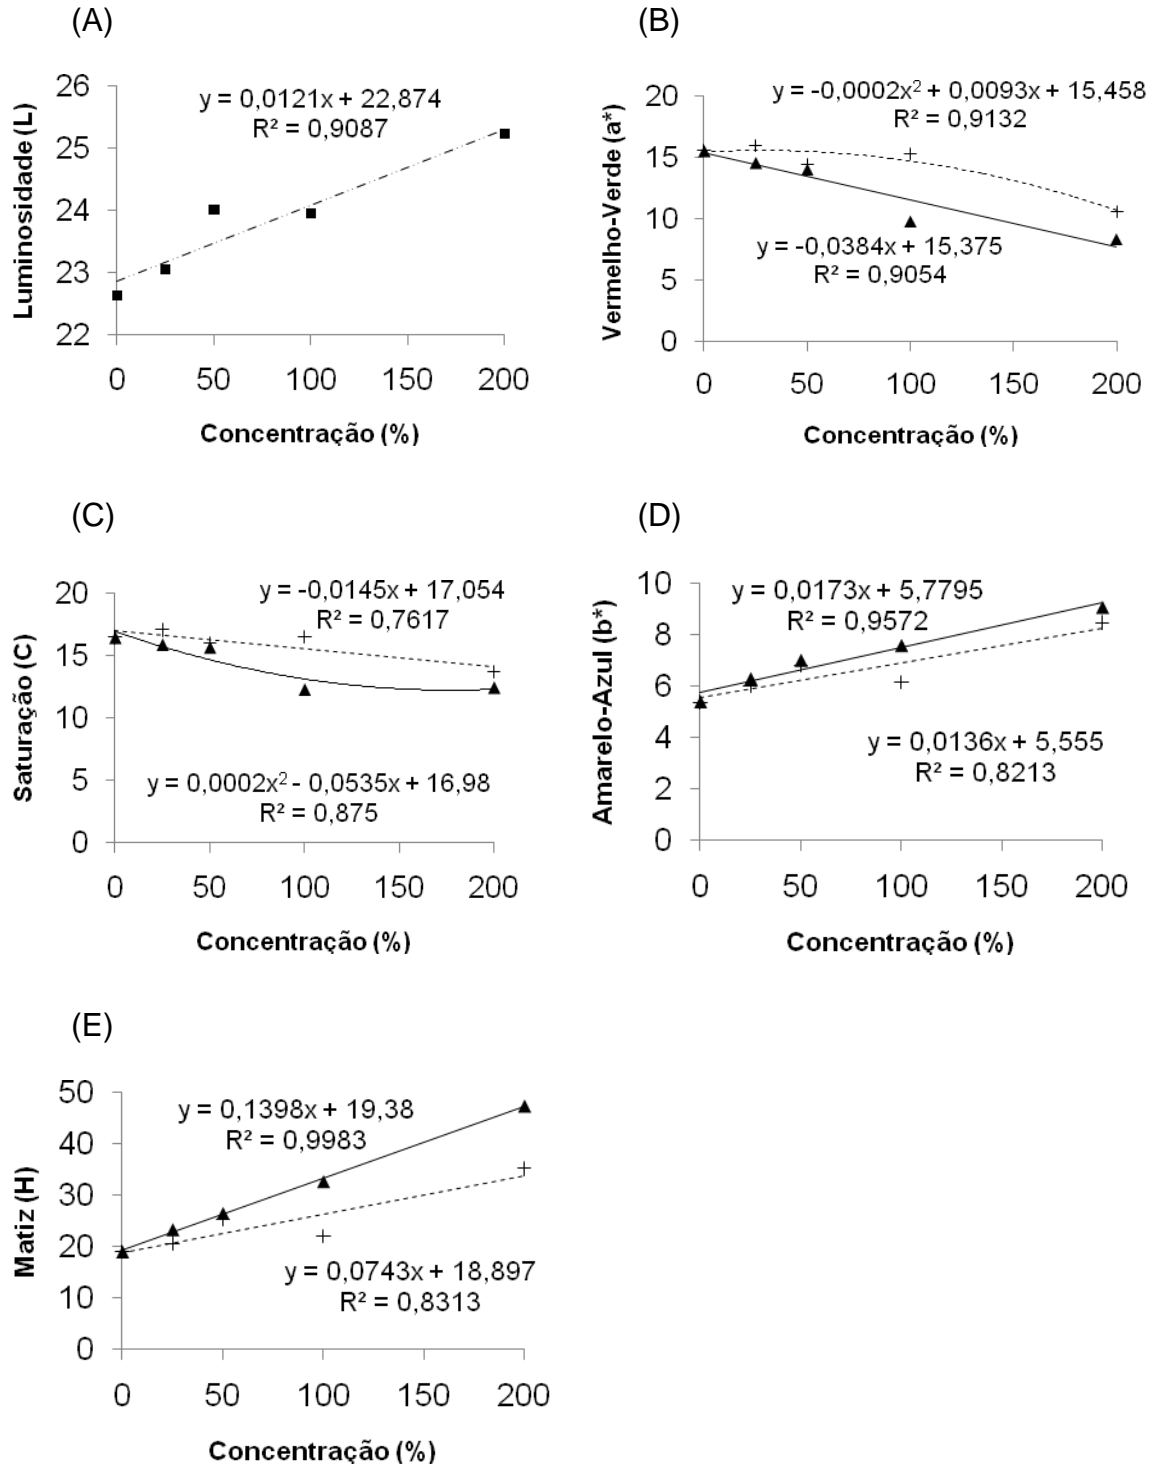 (A)
26
25
24
23
22
Luminosidade (L)
y = 0,0121x + 22,874
R² = 0,9087
0 50 100 150 200
Concentração (%)
(B)
20
15
10
5
0
Vermelho-Verde (a*)
y = -0,0002x² + 0,0093x + 15,458
R² = 0,9132
y = -0,0384x + 15,375
R² = 0,9054
0 50 100 150 200
Concentração (%)
(C)
20
15
10
5
0
Saturação (C)
y = -0,0145x + 17,054
R² = 0,7617
y = 0,0002x² - 0,0535x + 16,98
R² = 0,875
0 50 100 150 200
Concentração (%)
(D)
10
8
6
4
2
0
Amarelo-Azul (b*)
y = 0,0173x + 5,7795
R² = 0,9572
y = 0,0136x + 5,555
R² = 0,8213
0 50 100 150 200
Concentração (%)
(E)
50
40
30
20
10
0
Matiz (H)
y = 0,1398x + 19,38
R² = 0,9983
y = 0,0743x + 18,897
R² = 0,8313
0 50 100 150 200
Concentração (%)